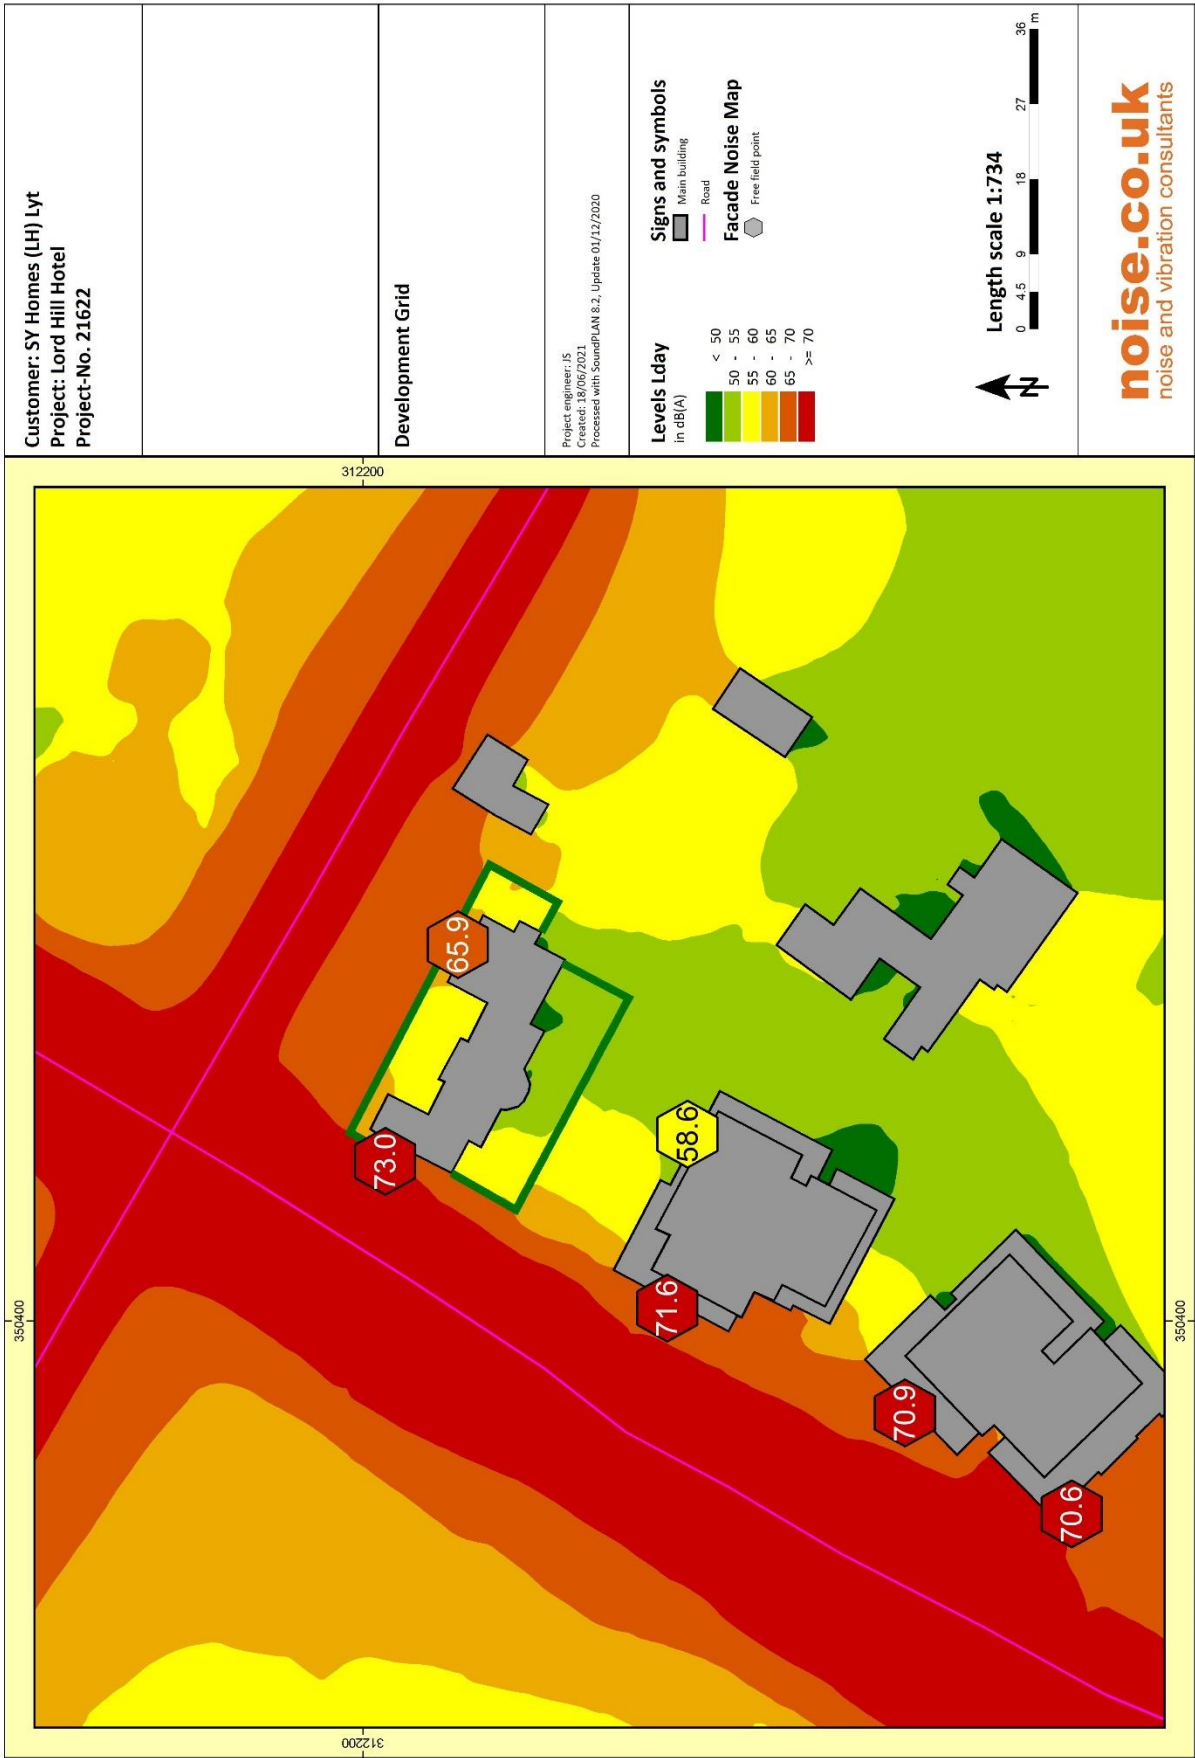 Customer: SY Homes (LH) Lyt
Project: Lord Hill Hotel
Project-No. 21622
Development Grid
Project engineer: JS
Created: 18/06/2021
Processed with SoundPLAN 8.2, Update 01/12/2020
Levels Lday
in dB(A)
< 50
50 - 55
55 - 60
60 - 65
65 - 70
>= 70
Signs and symbols
Main building
Road
Facade Noise Map
Free field point
N
Length scale 1:734
0 4.5 9 18 27 36
m
noise.co.uk
noise and vibration consultants
312200
312200
350400
350400
65.9
73.0
58.6
71.6
70.9
70.6